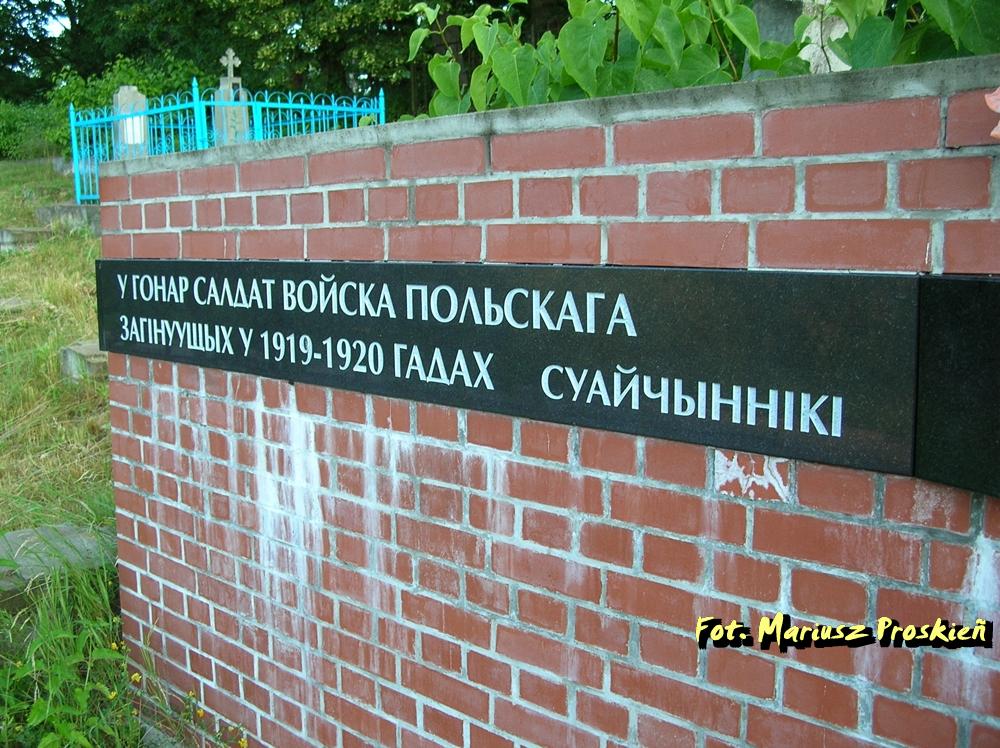 У ГОНАР САЛДАТ ВОЙСКА ПОЛЬСКАГА
ЗАГІНУУЩЫХ У 1919-1920 ГАДАХ СУАЙЧЫННІКІ
Fot. Mariusz Proskień